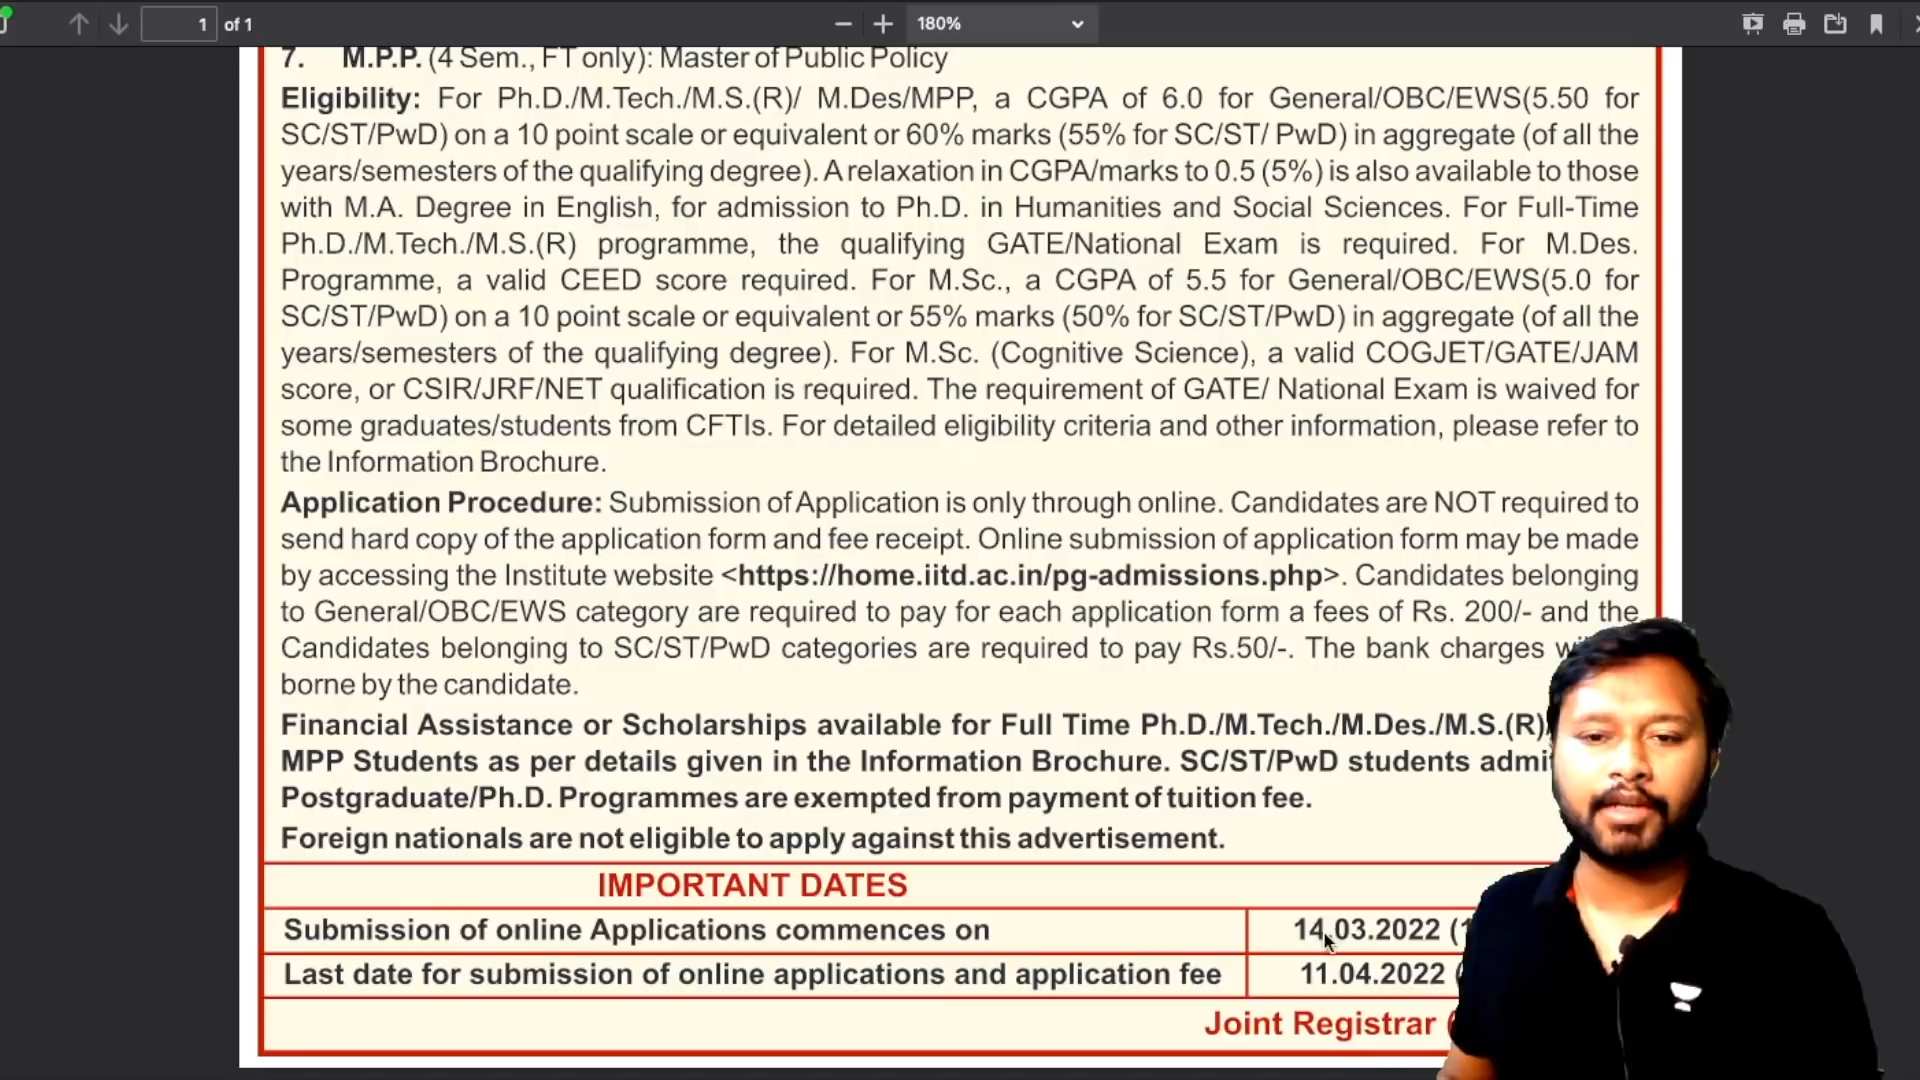 1 of 1
180%
7. M.P.P. (4 Sem., FT only): Master of Public Policy
Eligibility: For Ph.D./M.Tech./M.S.(R)/ M.Des/MPP, a CGPA of 6.0 for General/OBC/EWS(5.50 for
SC/ST/PwD) on a 10 point scale or equivalent or 60% marks (55% for SC/ST/ PwD) in aggregate (of all the
years/semesters of the qualifying degree). A relaxation in CGPA/marks to 0.5 (5%) is also available to those
with M.A. Degree in English, for admission to Ph.D. in Humanities and Social Sciences. For Full-Time
Ph.D./M.Tech./M.S.(R) programme, the qualifying GATE/National Exam is required. For M.Des.
Programme, a valid CEED score required. For M.Sc., a CGPA of 5.5 for General/OBC/EWS(5.0 for
SC/ST/PwD) on a 10 point scale or equivalent or 55% marks (50% for SC/ST/PwD) in aggregate (of all the
years/semesters of the qualifying degree). For M.Sc. (Cognitive Science), a valid COGJET/GATE/JAM
score, or CSIR/JRF/NET qualification is required. The requirement of GATE/ National Exam is waived for
some graduates/students from CFTIs. For detailed eligibility criteria and other information, please refer to
the Information Brochure.
Application Procedure: Submission of Application is only through online. Candidates are NOT required to
send hard copy of the application form and fee receipt. Online submission of application form may be made
by accessing the Institute website <https://home.iitd.ac.in/pg-admissions.php>. Candidates belonging
to General/OBC/EWS category are required to pay for each application form a fees of Rs. 200/- and the
Candidates belonging to SC/ST/PwD categories are required to pay Rs.50/-. The bank charges
borne by the candidate.
Financial Assistance or Scholarships available for Full Time Ph.D./M.Tech./M.Des./M.S.(R)
MPP Students as per details given in the Information Brochure. SC/ST/PwD students
Postgraduate/Ph.D. Programmes are exempted from payment of tuition fee.
Foreign nationals are not eligible to apply against this advertisement.
IMPORTANT DATES
Submission of online Applications commences on 14.03.2022
Last date for submission of online applications and application fee 11.04.2022
Joint Registrar